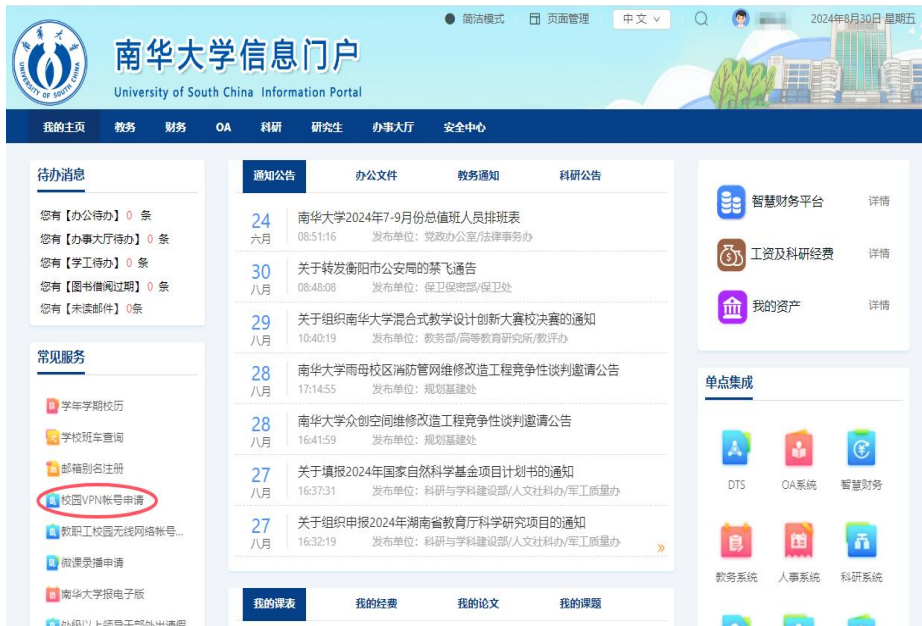 简洁模式 页面管理 中文 2024年8月30日 星期五
南华大学信息门户
University of South China Information Portal
我的主页 教务 财务 OA 科研 研究生 办事大厅 安全中心
待办消息
您有【办公待办】0 条
您有【办事大厅待办】0 条
您有【学工待办】0 条
您有【图书借阅过期】0 条
您有【未读邮件】0条
常见服务
学年学期校历
学校班车查询
邮箱别名注册
校园VPN帐号申请
教职工校园无线网络帐号...
微课录播申请
南华大学报电子版
通知公告 办公文件 教务通知 科研公告
24 南华大学2024年7-9月份总值班人员排班表
六月 08:51:16 发布单位：党政办公室/法律事务办
30 关于转发衡阳市公安局的禁飞通告
八月 08:48:08 发布单位：保卫保密部/保卫处
29 关于组织南华大学混合式教学设计创新大赛校决赛的通知
八月 10:40:19 发布单位：教务部/高等教育研究所/教评办
28 南华大学雨母校区消防管网维修改造工程竞争性谈判邀请公告
八月 17:14:55 发布单位：规划基建处
28 南华大学众创空间维修改造工程竞争性谈判邀请公告
八月 16:41:59 发布单位：规划基建处
27 关于填报2024年国家自然科学基金项目计划书的通知
八月 16:37:31 发布单位：科研与学科建设部/人文社科办/军工质量办
27 关于组织申报2024年湖南省教育厅科学研究项目的通知
八月 16:32:19 发布单位：科研与学科建设部/人文社科办/军工质量办
»
我的课表 我的经费 我的论文 我的课题
智慧财务平台 详情
工资及科研经费 详情
我的资产 详情
单点集成
DTS OA系统 智慧财务
教务系统 人事系统 科研系统